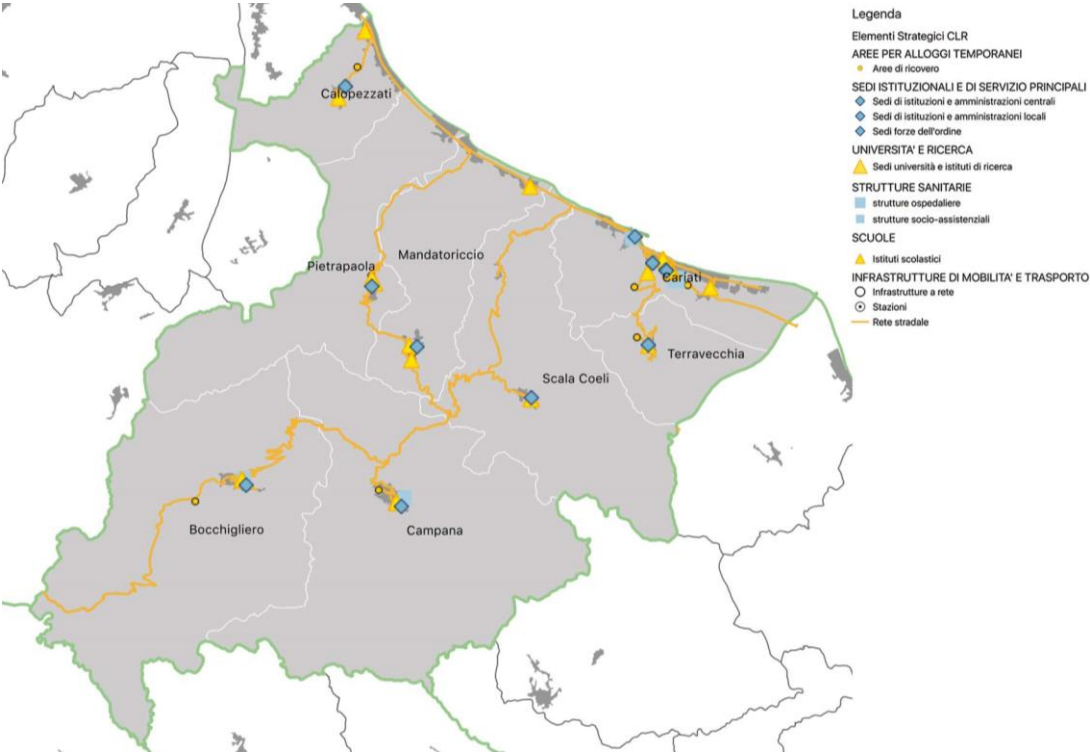 Legenda
Elementi Strategici CLR
AREE PER ALLOGGI TEMPORANEI
Aree di ricovero
SEDI ISTITUZIONALI E DI SERVIZIO PRINCIPALI
Sedi di istituzioni e amministrazioni centrali
Sedi di istituzioni e amministrazioni locali
Sedi forze dell'ordine
UNIVERSITA' E RICERCA
Sedi università e istituti di ricerca
STRUTTURE SANITARIE
strutture ospedaliere
strutture socio-assistenziali
SCUOLE
Istituti scolastici
INFRASTRUTTURE DI MOBILITA' E TRASPORTO
Infrastrutture a rete
Stazioni
Rete stradale
Calopezzati
Mandatoriccio
Pietrapaola
Cariati
Terravecchia
Scala Coeli
Bocchigliero
Campana